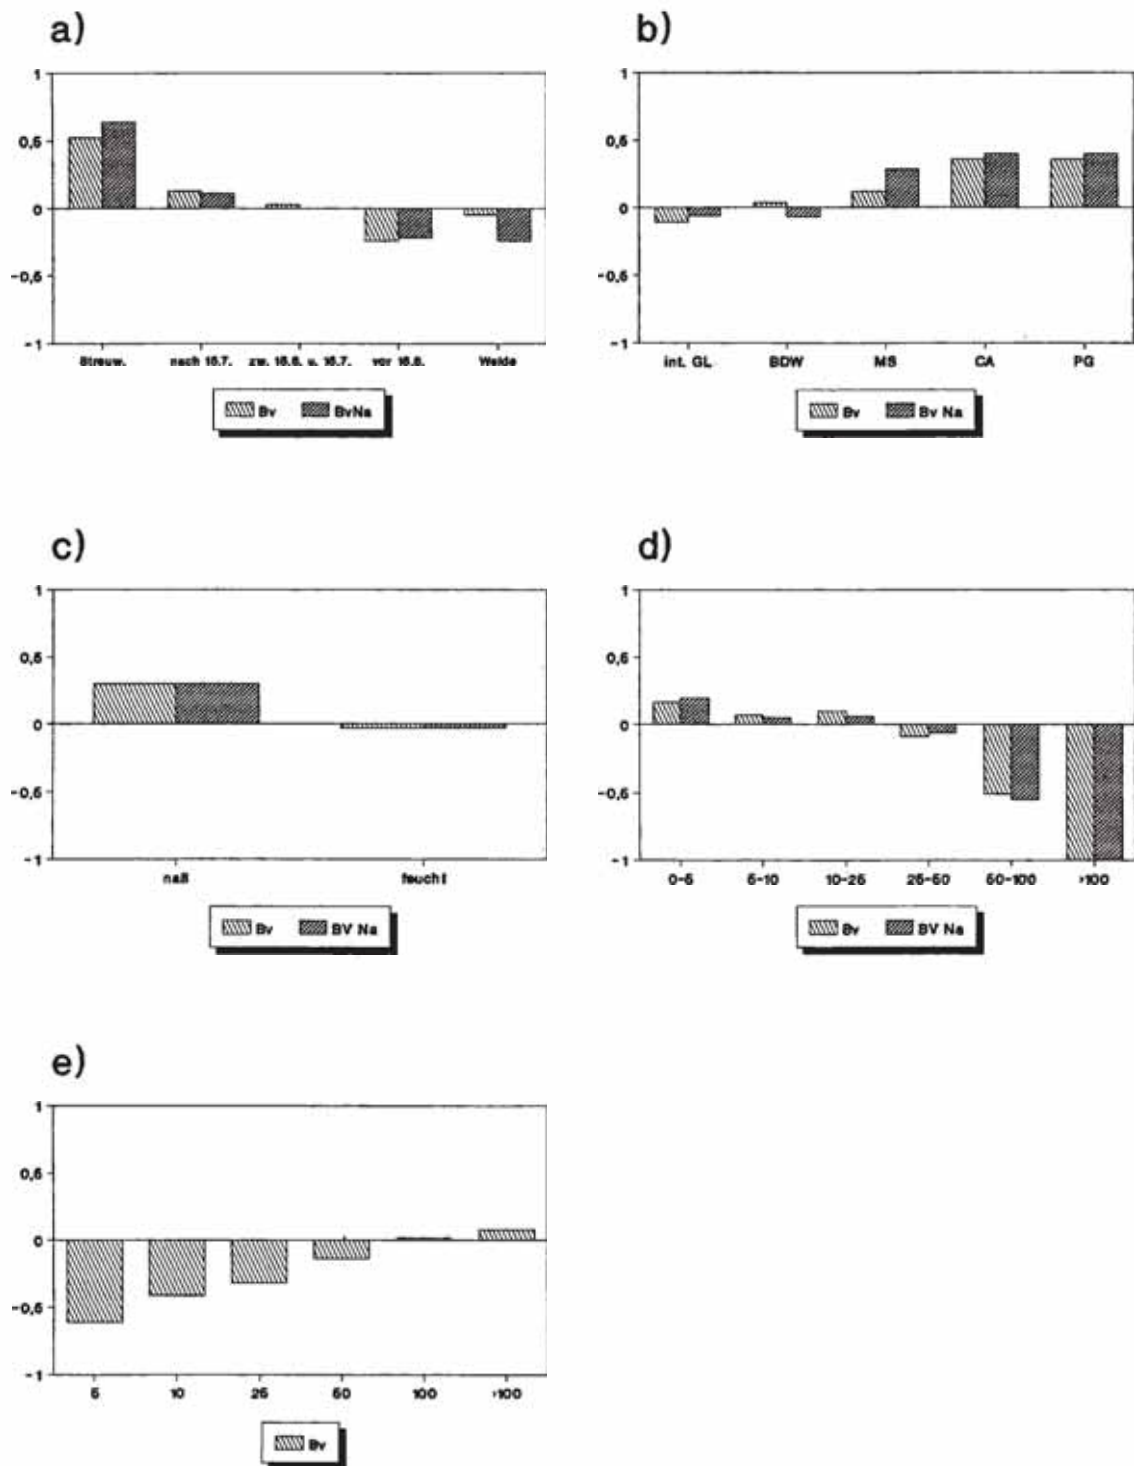 a)
1
0,5
0
-0,5
-1
Streuw. nach 15.7. zw. 15.6. u. 15.7. vor 15.6. Weide
Bv BvNa
b)
1
0,5
0
-0,5
-1
int. GL BDW MS CA PG
Bv Bv Na
c)
1
0,5
0
-0,5
-1
naß feucht
Bv BV Na
d)
1
0,5
0
-0,5
-1
0-5 5-10 10-25 25-50 50-100 >100
Bv BV Na
e)
1
0,5
0
-0,5
-1
5 10 25 50 100 >100
Bv